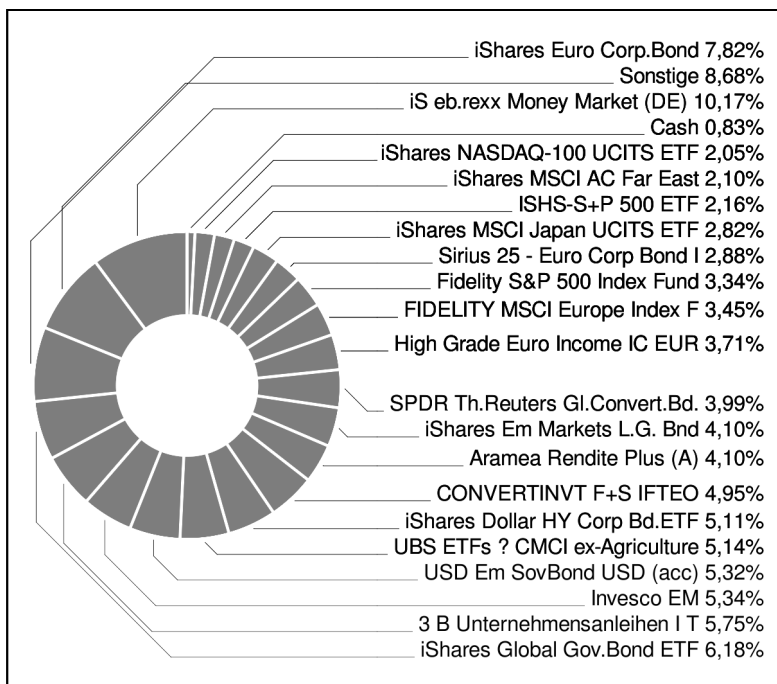 iShares Euro Corp.Bond 7,82%
Sonstige 8,68%
iS eb.rexx Money Market (DE) 10,17%
Cash 0,83%
iShares NASDAQ-100 UCITS ETF 2,05%
iShares MSCI AC Far East 2,10%
ISHS-S+P 500 ETF 2,16%
iShares MSCI Japan UCITS ETF 2,82%
Sirius 25 - Euro Corp Bond I 2,88%
Fidelity S&P 500 Index Fund 3,34%
FIDELITY MSCI Europe Index F 3,45%
High Grade Euro Income IC EUR 3,71%
SPDR Th.Reuters Gl.Convert.Bd. 3,99%
iShares Em Markets L.G. Bnd 4,10%
Aramea Rendite Plus (A) 4,10%
CONVERTINVT F+S IFTEO 4,95%
iShares Dollar HY Corp Bd.ETF 5,11%
UBS ETFs ? CMCI ex-Agriculture 5,14%
USD Em SovBond USD (acc) 5,32%
Invesco EM 5,34%
3 B Unternehmensanleihen I T 5,75%
iShares Global Gov.Bond ETF 6,18%